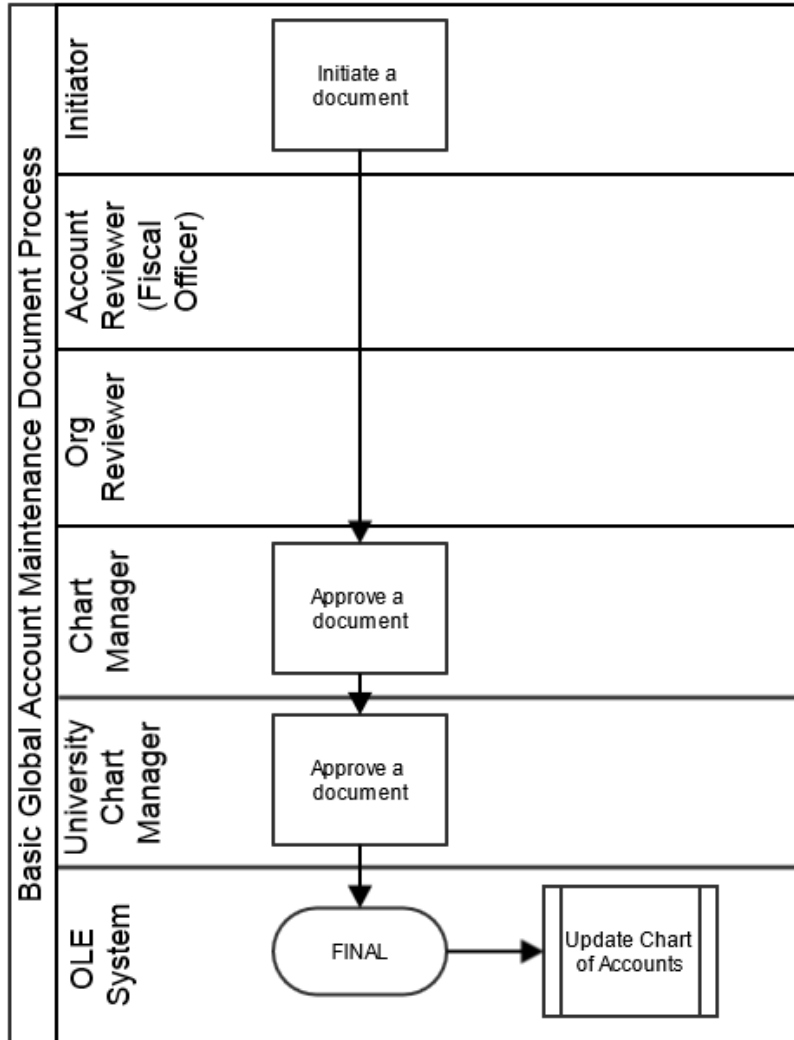 Basic Global Account Maintenance Document Process
Initiator
Initiate a
document
Account
Reviewer
(Fiscal
Officer)
Org
Reviewer
Chart
Manager
Approve a
document
University
Chart
Manager
Approve a
document
OLE
System
FINAL
Update Chart
of Accounts